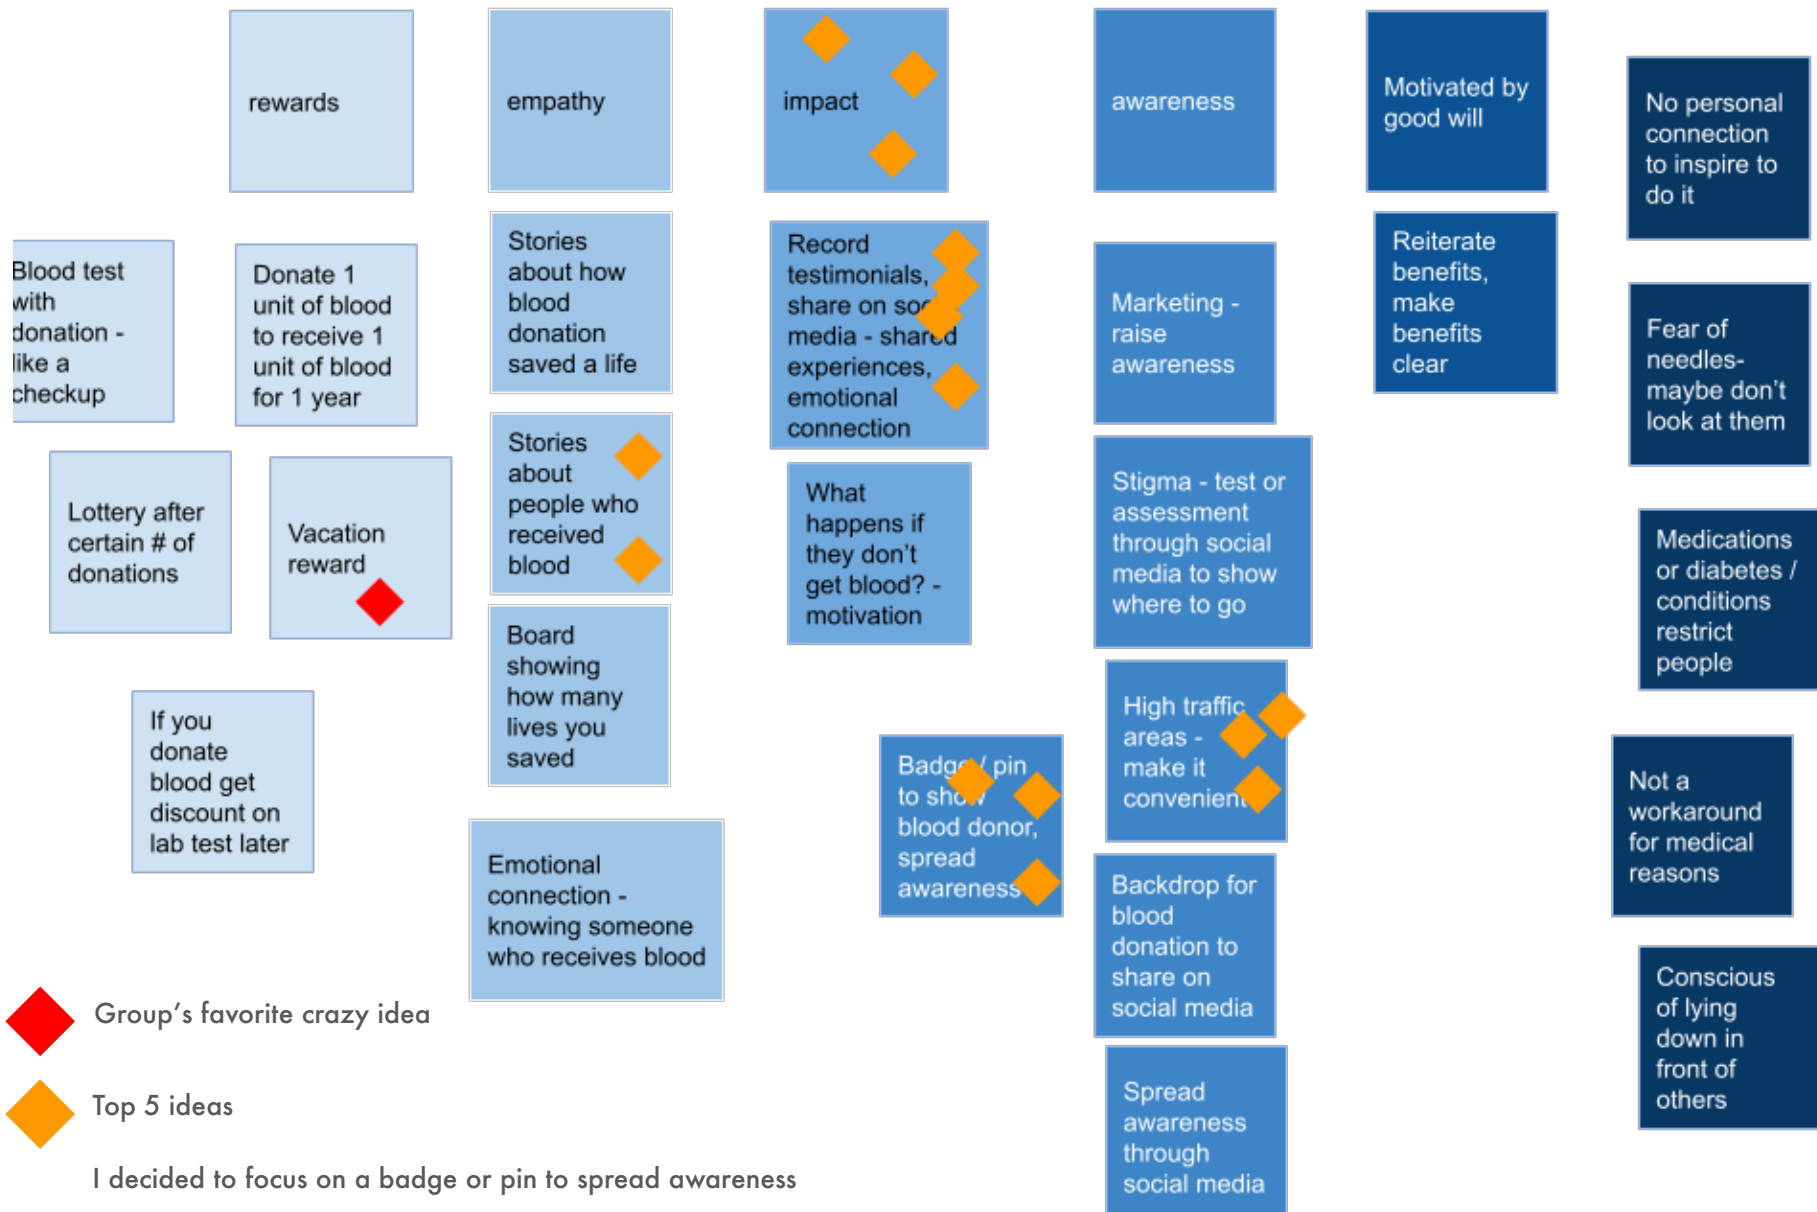 rewards
empathy
impact
awareness
Motivated by
good will
No personal
connection
to inspire to
do it
Blood test
with
donation -
like a
checkup
Donate 1
unit of blood
to receive 1
unit of blood
for 1 year
Stories
about how
blood
donation
saved a life
Record
testimonials,
share on social
media - shared
experiences,
emotional
connection
Marketing -
raise
awareness
Reiterate
benefits,
make
benefits
clear
Fear of
needles-
maybe don't
look at them
Lottery after
certain # of
donations
Vacation
reward
Stories
about
people who
received
blood
What
happens if
they don't
get blood? -
motivation
Stigma - test or
assessment
through social
media to show
where to go
Medications
or diabetes /
conditions
restrict
people
If you
donate
blood get
discount on
lab test later
Board
showing
how many
lives you
saved
Badge / pin
to show
blood donor,
spread
awareness
High traffic
areas -
make it
convenient
Not a
workaround
for medical
reasons
Emotional
connection -
knowing someone
who receives blood
Backdrop for
blood
donation to
share on
social media
Conscious
of lying
down in
front of
others
Spread
awareness
through
social media
Group's favorite crazy idea
Top 5 ideas
I decided to focus on a badge or pin to spread awareness